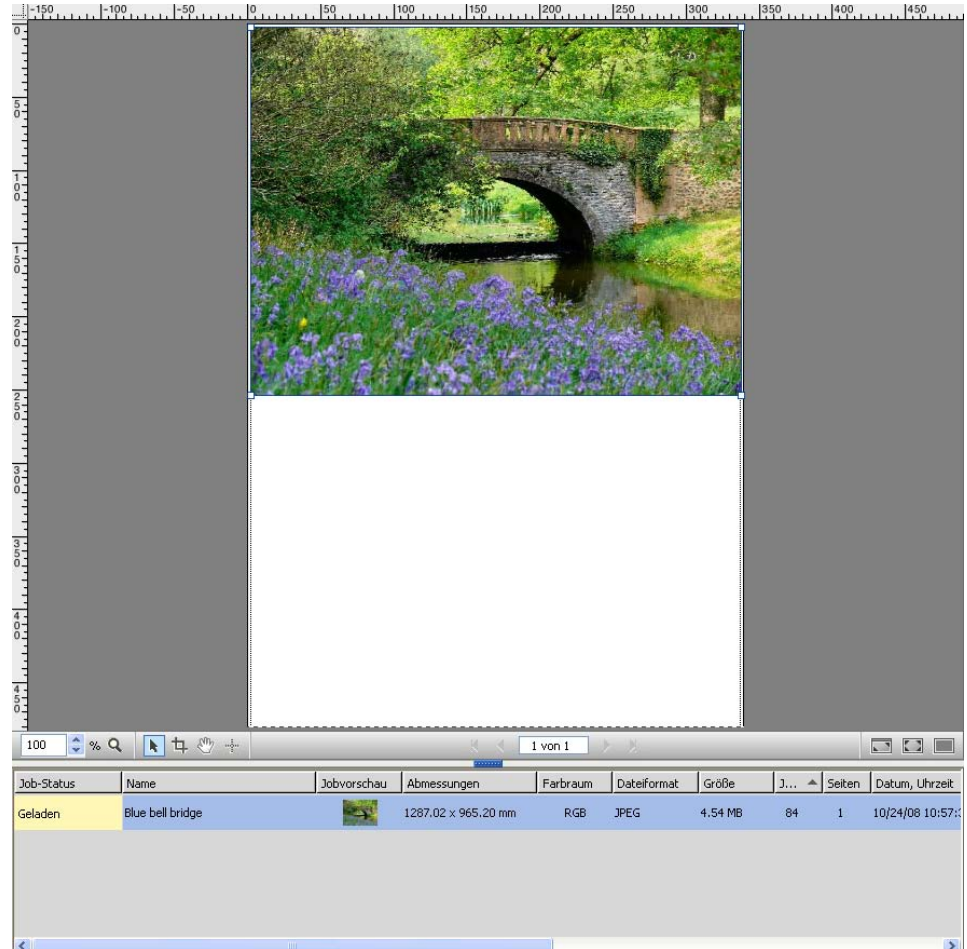 -150 -100 -50 0 50 100 150 200 250 300 350 400 450
0
50
100
150
200
250
300
350
400
450
100 % 1 von 1
Job-Status Name Jobvorschau Abmessungen Farbraum Dateiformat Größe J... Seiten Datum, Uhrzeit
Geladen Blue bell bridge 1287.02 x 965.20 mm RGB JPEG 4.54 MB 84 1 10/24/08 10:57: